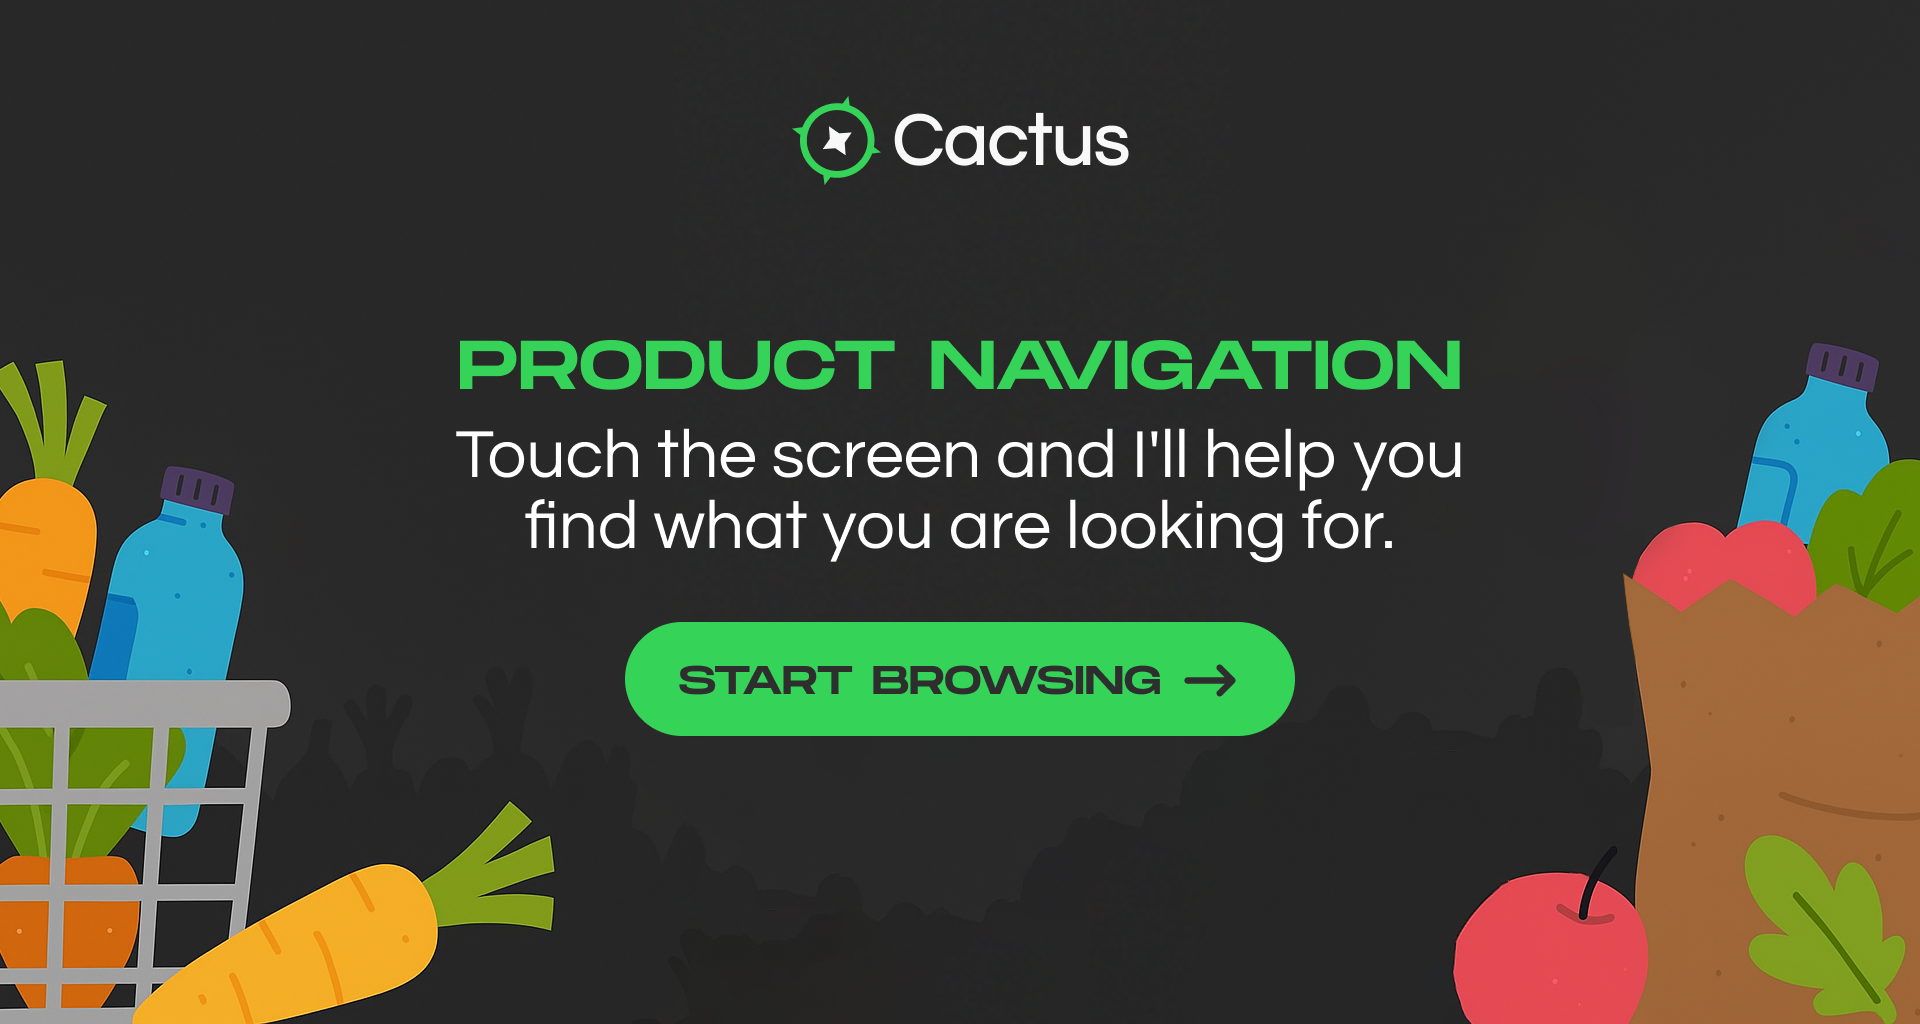 Cactus
PRODUCT NAVIGATION
Touch the screen and I'll help you
find what you are looking for.
START BROWSING →